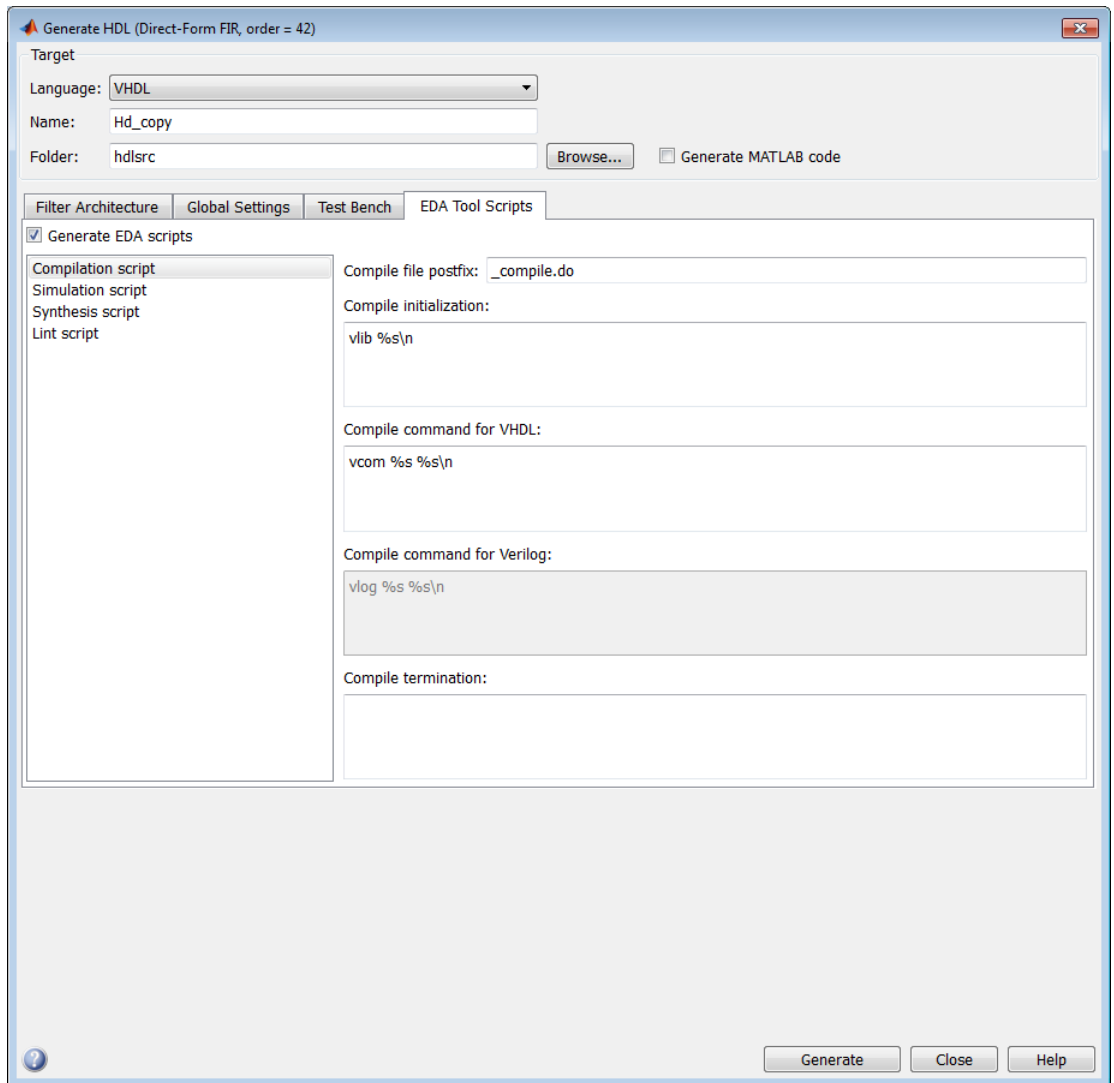 Generate HDL (Direct-Form FIR, order = 42)
Target
Language: VHDL
Name: Hd_copy
Folder: hdlsrc Browse... Generate MATLAB code
Filter Architecture Global Settings Test Bench EDA Tool Scripts
Generate EDA scripts
Compilation script
Simulation script
Synthesis script
Lint script
Compile file postfix: _compile.do
Compile initialization:
vlib %s\n
Compile command for VHDL:
vcom %s %s\n
Compile command for Verilog:
vlog %s %s\n
Compile termination:
? Generate Close Help